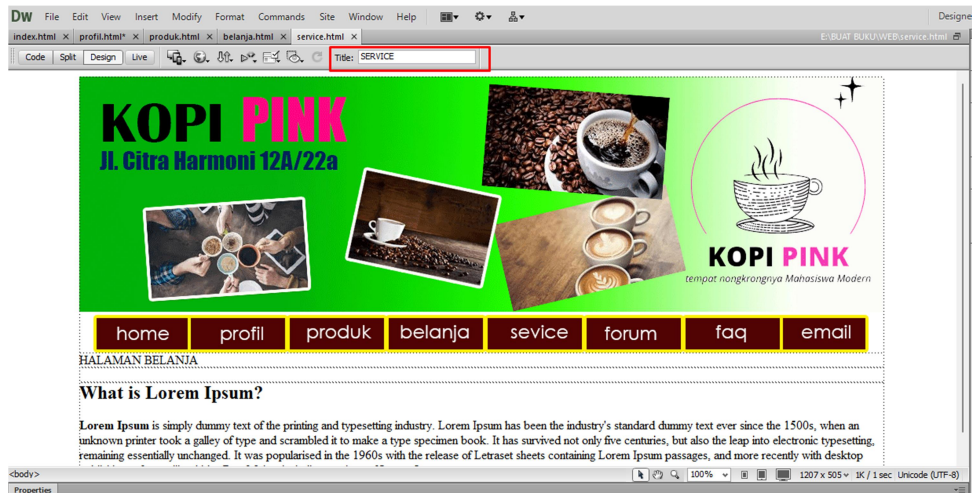 DW File Edit View Insert Modify Format Commands Site Window Help Designe
index.html × profil.html* × produk.html × belanja.html × service.html × E:\BUAT BUKU\WEB\service.html
Code Split Design Live Title: SERVICE
KOPI PINK
Jl. Citra Harmoni 12A/22a
KOPI PINK
tempat nongkrongnya Mahasiswa Modern
home profil produk belanja sevice forum faq email
HALAMAN BELANJA
What is Lorem Ipsum?
Lorem Ipsum is simply dummy text of the printing and typesetting industry. Lorem Ipsum has been the industry's standard dummy text ever since the 1500s, when an
unknown printer took a galley of type and scrambled it to make a type specimen book. It has survived not only five centuries, but also the leap into electronic typesetting,
remaining essentially unchanged. It was popularised in the 1960s with the release of Letraset sheets containing Lorem Ipsum passages, and more recently with desktop
<body> 100% 1207 x 505 1K / 1 sec Unicode (UTF-8)
Properties